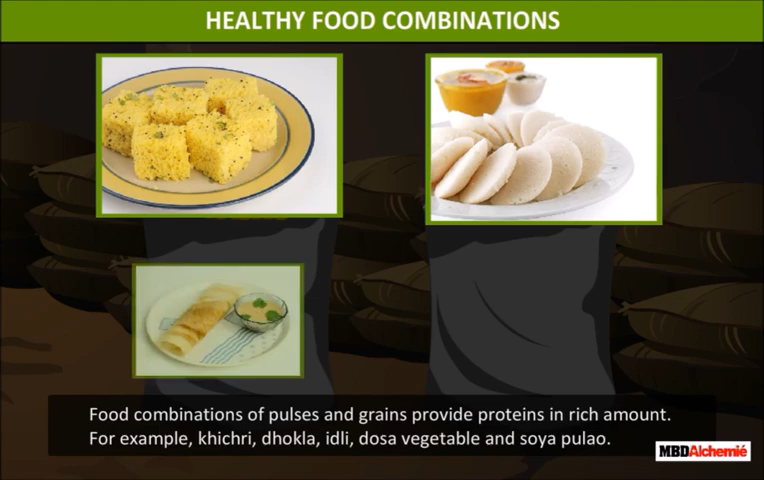 HEALTHY FOOD COMBINATIONS
Food combinations of pulses and grains provide proteins in rich amount.
For example, khichri, dhokla, idli, dosa vegetable and soya pulao.
MBDAlchemié